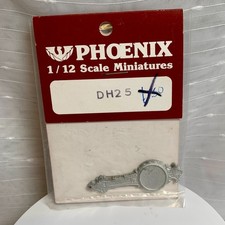 PHOENIX
1/12 Scale Miniatures
DH25